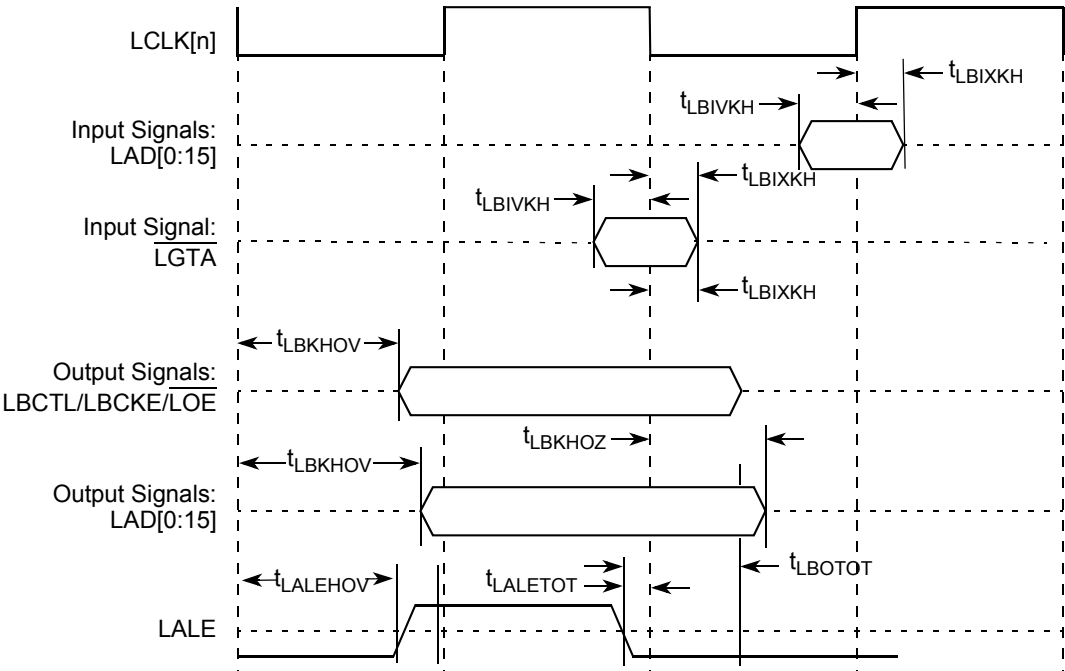 LCLK[n]
tLBIXKH
tLBIVKH
Input Signals:
LAD[0:15]
tLBIXKH
tLBIVKH
Input Signal:
LGTA
tLBIXKH
tLBKHOV
Output Signals:
LBCTL/LBCKE/LOE
tLBKHOZ
tLBKHOV
Output Signals:
LAD[0:15]
tLBOTOT
tLALEHOV
tLALETOT
LALE